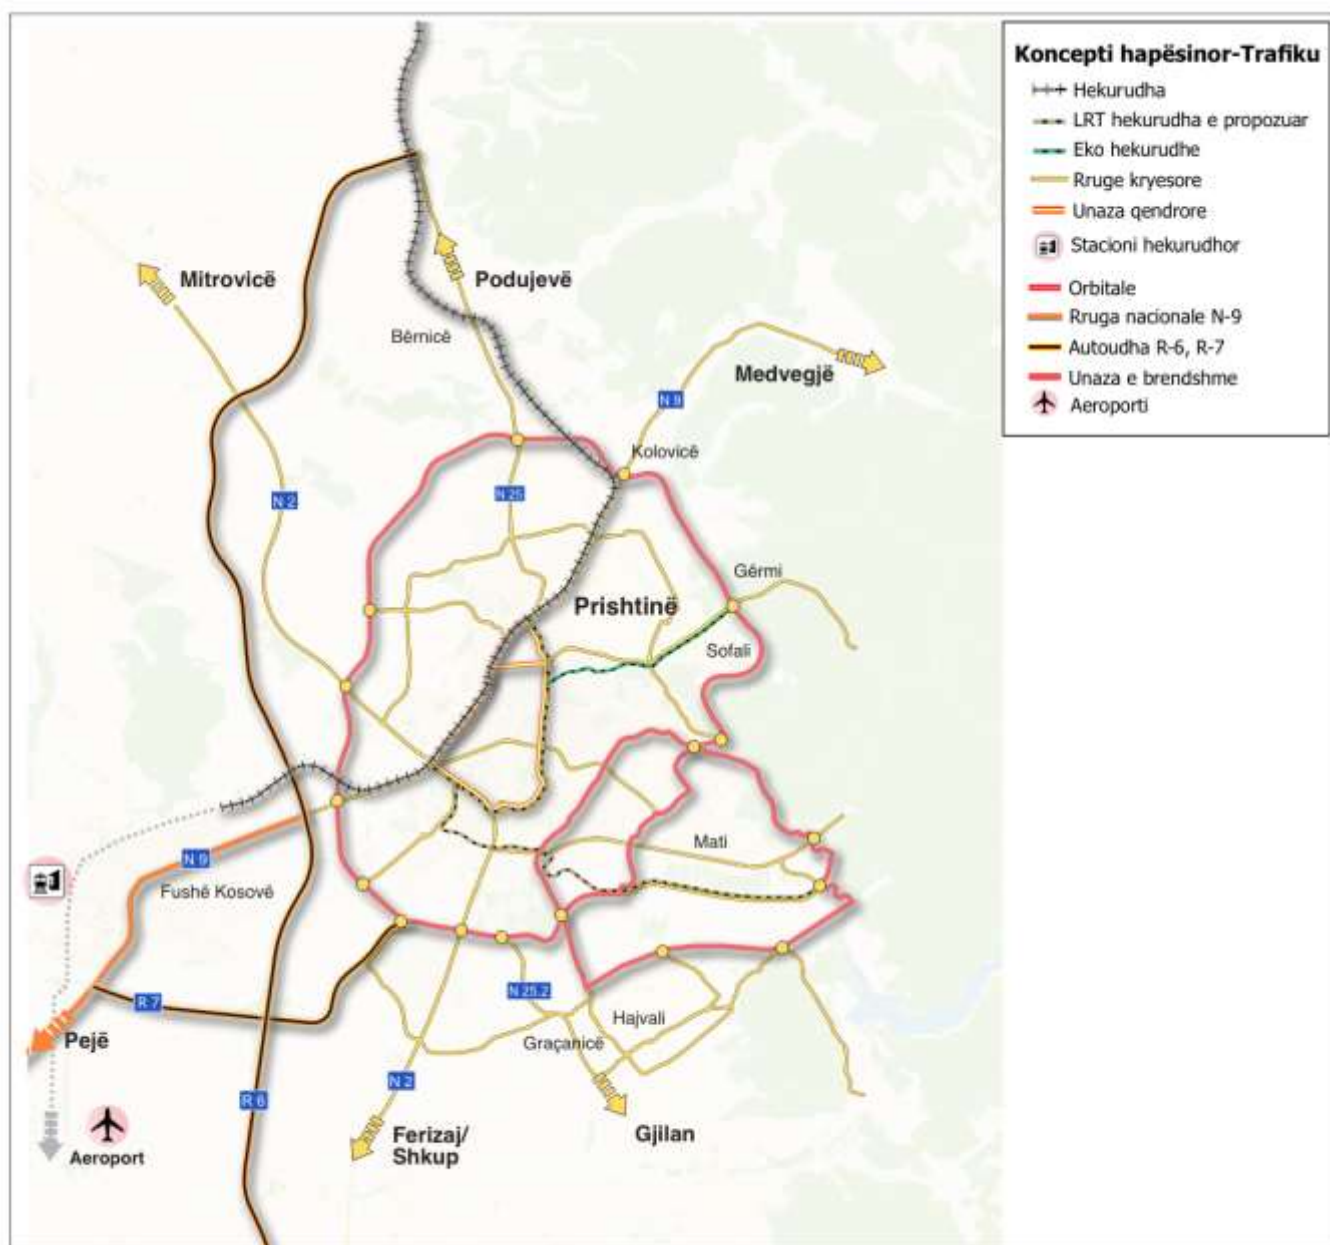 Koncepti hapësinor-Trafiku
Hekurudha
LRT hekurudha e propozuar
Eko hekurudhe
Rruge kryesore
Unaza qendrore
Stacioni hekurudhor
Orbitale
Rruga nacionale N-9
Autoudha R-6, R-7
Unaza e brendshme
Aeroporti
Mitrovicë
Podujevë
Bërnicë
Medvegjë
N 9
Kolovicë
N 2
N 25
Gërmi
Prishtinë
Sofali
Mati
N 9
Fushë Kosovë
R 7
N 25.2
Hajvali
Graçanicë
Pejë
N 2
R 6
Ferizaj/
Shkup
Gjilan
Aeroport